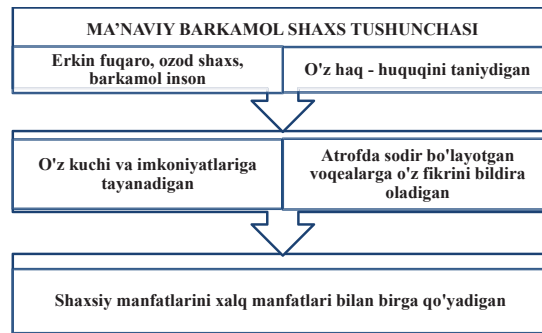 MA’NAVIY BARKAMOL SHAXS TUSHUNCHASI
Erkin fuqaro, ozod shaxs,
barkamol inson
O'z haq - huquqini taniydigan
O'z kuchi va imkoniyatlariga
tayanadigan
Atrofda sodir bo'layotgan
voqealarga o'z fikrini bildira
oladigan
Shaxsiy manfatlarini xalq manfatlari bilan birga qo'yadigan